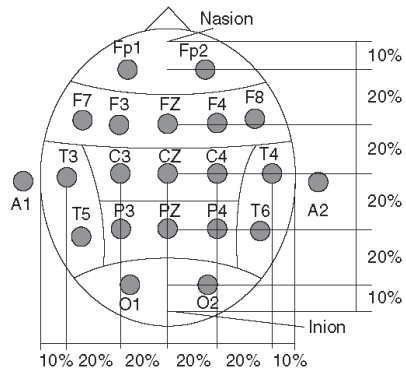 Nasion
Fp1 Fp2
10%
F7 F3 FZ F4 F8
20%
T3 C3 CZ C4 T4
20%
A1 A2
T5 P3 PZ P4 T6
20%
20%
O1 O2
10%
Inion
10% 20% 20% 20% 20% 10%